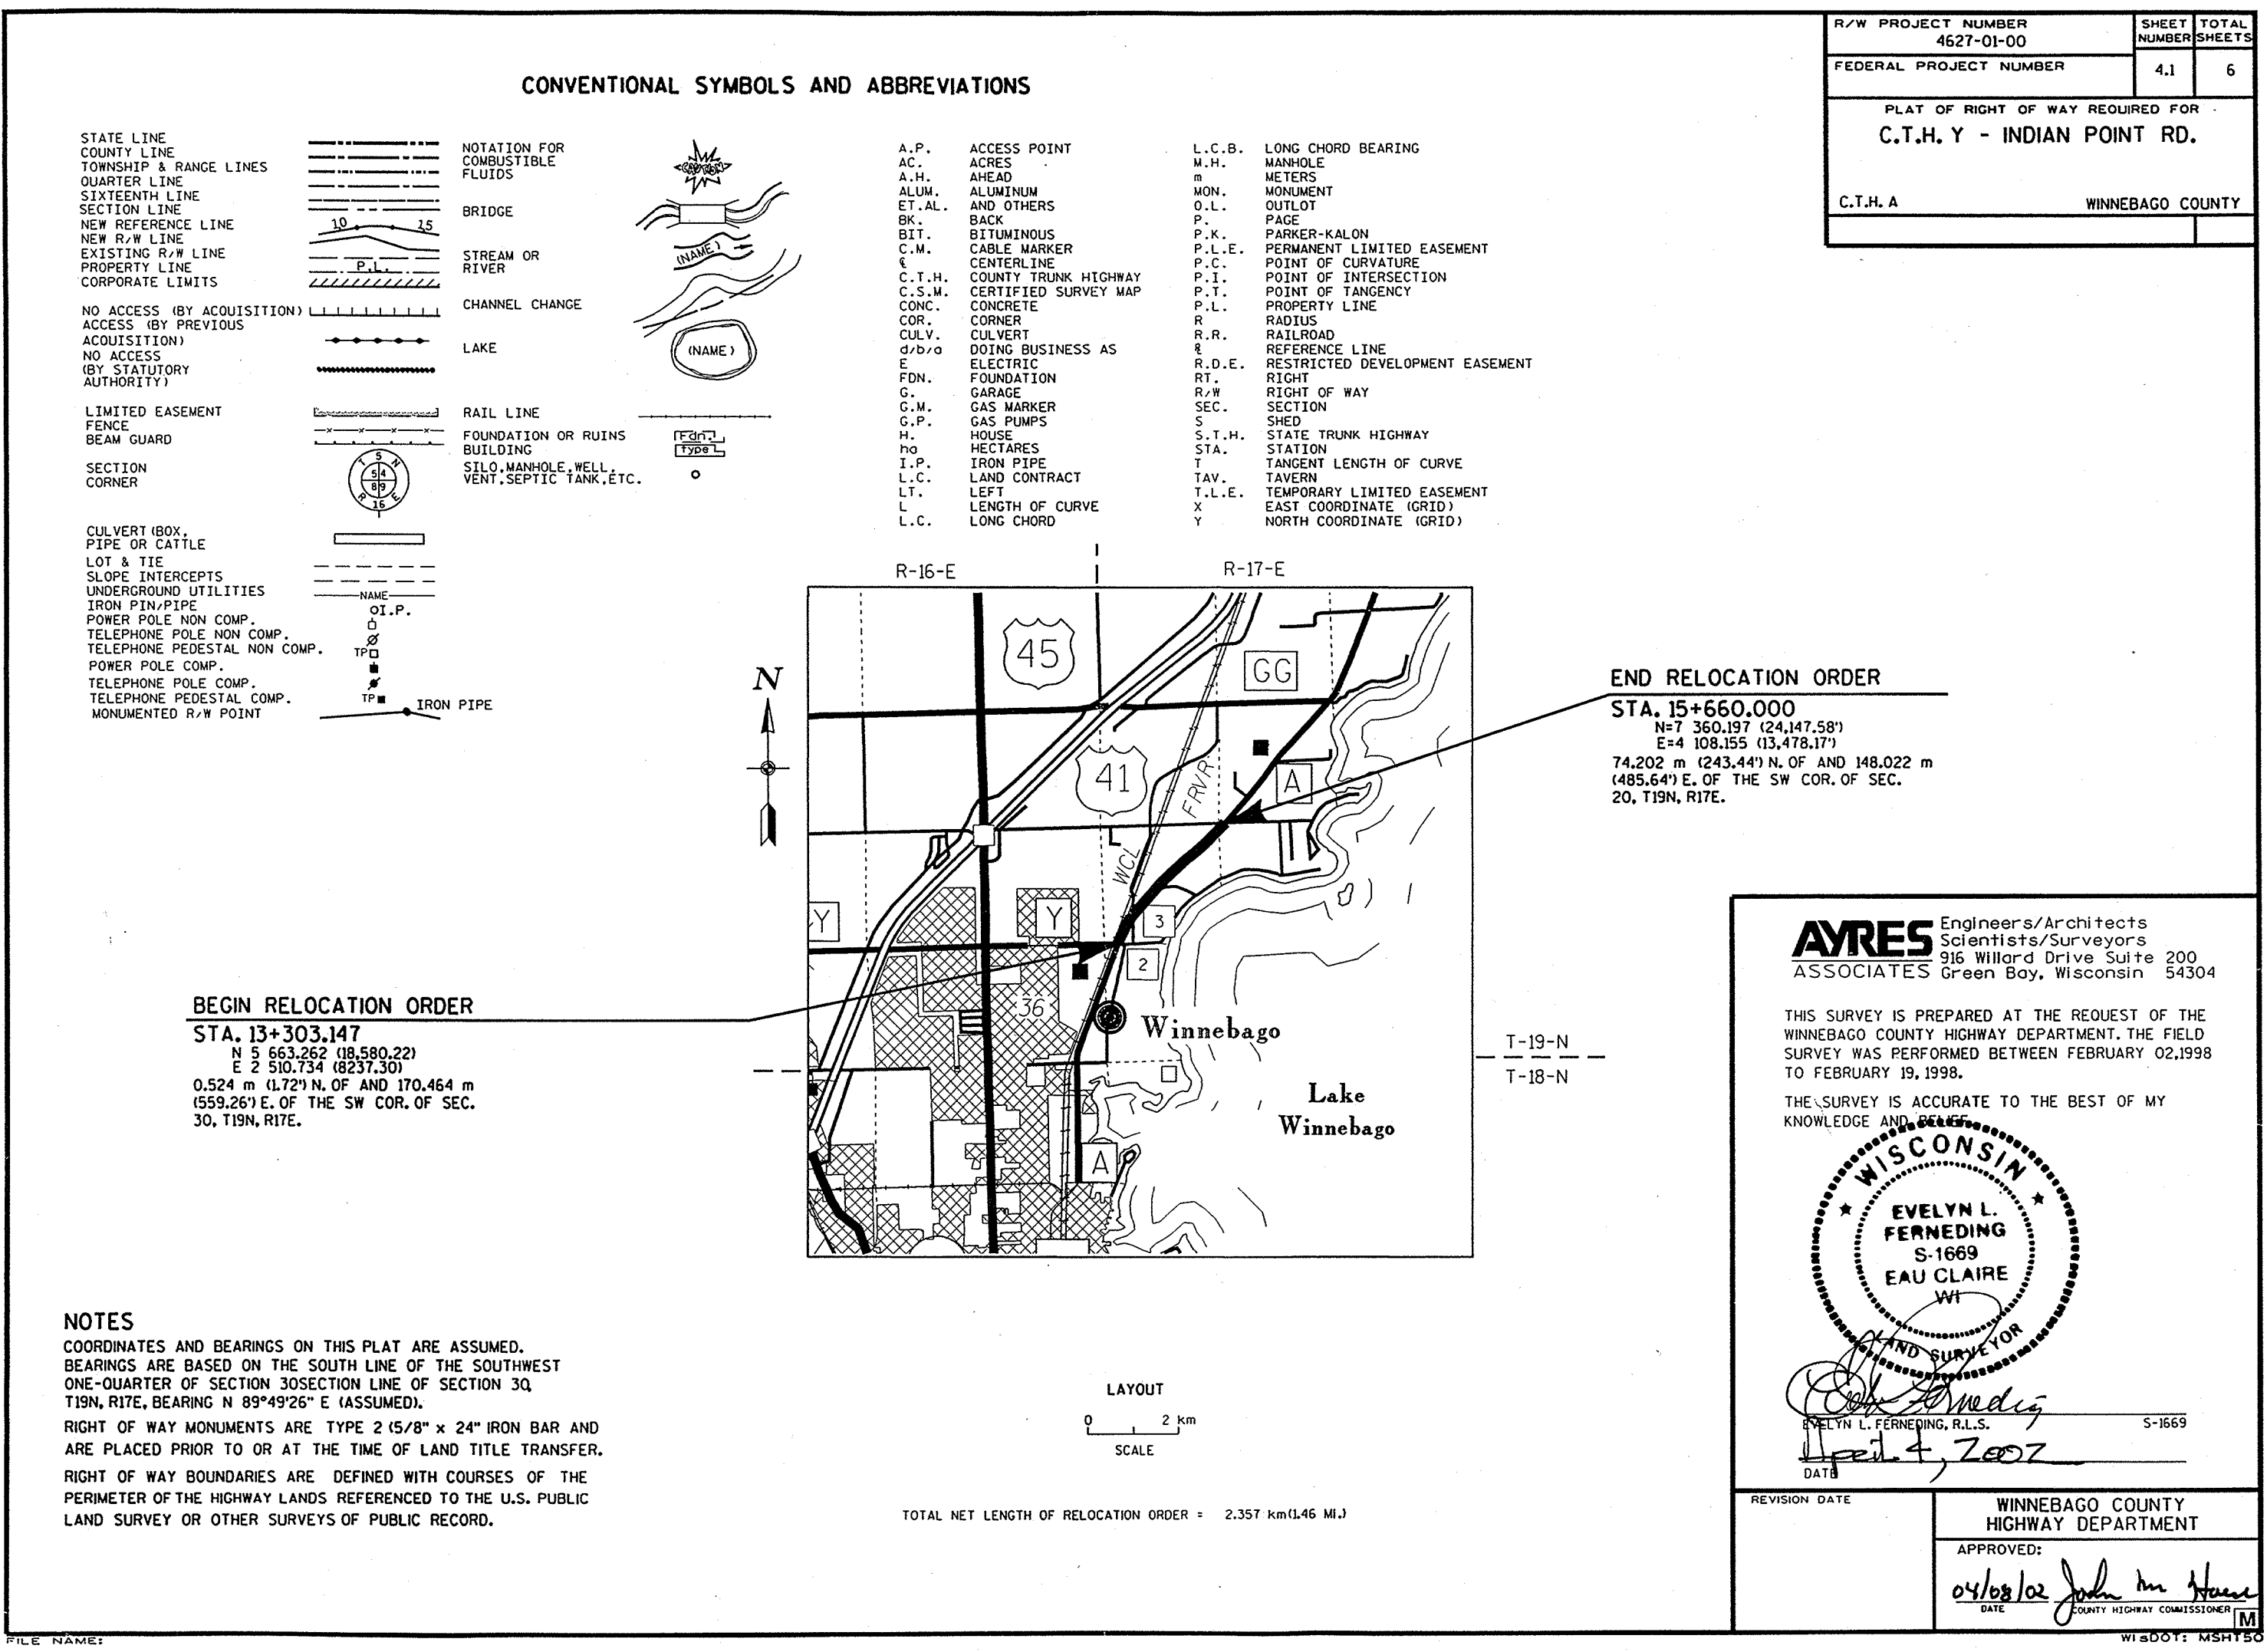 R/W PROJECT NUMBER
4627-01-00
SHEET NUMBER
4.1
TOTAL SHEETS
6
FEDERAL PROJECT NUMBER
PLAT OF RIGHT OF WAY REQUIRED FOR
C.T.H. Y - INDIAN POINT RD.
C.T.H. A WINNEBAGO COUNTY
CONVENTIONAL SYMBOLS AND ABBREVIATIONS
STATE LINE
COUNTY LINE
TOWNSHIP & RANGE LINES
QUARTER LINE
SIXTEENTH LINE
SECTION LINE
NEW REFERENCE LINE 10 15
NEW R/W LINE
EXISTING R/W LINE
PROPERTY LINE P.L.
CORPORATE LIMITS
NO ACCESS (BY ACQUISITION)
ACCESS (BY PREVIOUS
ACQUISITION)
NO ACCESS
(BY STATUTORY
AUTHORITY)
LIMITED EASEMENT
FENCE
BEAM GUARD
SECTION
CORNER
T 5 N
5 4
8 9
R 16 E
CULVERT (BOX,
PIPE OR CATTLE
LOT & TIE
SLOPE INTERCEPTS
UNDERGROUND UTILITIES NAME
IRON PIN/PIPE I.P.
POWER POLE NON COMP.
TELEPHONE POLE NON COMP.
TELEPHONE PEDESTAL NON COMP. TP
POWER POLE COMP.
TELEPHONE POLE COMP.
TELEPHONE PEDESTAL COMP. TP
MONUMENTED R/W POINT IRON PIPE
NOTATION FOR
COMBUSTIBLE
FLUIDS
CAUTION
BRIDGE
STREAM OR
RIVER
(NAME)
CHANNEL CHANGE
LAKE
(NAME)
RAIL LINE
FOUNDATION OR RUINS Fdn.
BUILDING type
SILO,MANHOLE,WELL,
VENT,SEPTIC TANK,ETC.
A.P. ACCESS POINT
AC. ACRES
A.H. AHEAD
ALUM. ALUMINUM
ET.AL. AND OTHERS
BK. BACK
BIT. BITUMINOUS
C.M. CABLE MARKER
℄ CENTERLINE
C.T.H. COUNTY TRUNK HIGHWAY
C.S.M. CERTIFIED SURVEY MAP
CONC. CONCRETE
COR. CORNER
CULV. CULVERT
d/b/a DOING BUSINESS AS
E ELECTRIC
FDN. FOUNDATION
G. GARAGE
G.M. GAS MARKER
G.P. GAS PUMPS
H. HOUSE
ha HECTARES
I.P. IRON PIPE
L.C. LAND CONTRACT
LT. LEFT
L LENGTH OF CURVE
L.C. LONG CHORD
L.C.B. LONG CHORD BEARING
M.H. MANHOLE
m METERS
MON. MONUMENT
O.L. OUTLOT
P. PAGE
P.K. PARKER-KALON
P.L.E. PERMANENT LIMITED EASEMENT
P.C. POINT OF CURVATURE
P.I. POINT OF INTERSECTION
P.T. POINT OF TANGENCY
P.L. PROPERTY LINE
R RADIUS
R.R. RAILROAD
REFERENCE LINE
R.D.E. RESTRICTED DEVELOPMENT EASEMENT
RT. RIGHT
R/W RIGHT OF WAY
SEC. SECTION
S SHED
S.T.H. STATE TRUNK HIGHWAY
STA. STATION
T TANGENT LENGTH OF CURVE
TAV. TAVERN
T.L.E. TEMPORARY LIMITED EASEMENT
X EAST COORDINATE (GRID)
Y NORTH COORDINATE (GRID)
R-16-E R-17-E
N
45
GG
41
FRVR
A
WCL
Y
Y
3
2
36
Winnebago
Lake
Winnebago
A
T-19-N
T-18-N
END RELOCATION ORDER
STA. 15+660.000
N=7 360.197 (24,147.58')
E=4 108.155 (13,478.17')
74.202 m (243.44') N. OF AND 148.022 m
(485.64') E. OF THE SW COR. OF SEC.
20, T19N, R17E.
BEGIN RELOCATION ORDER
STA. 13+303.147
N 5 663.262 (18,580.22)
E 2 510.734 (8237.30)
0.524 m (1.72') N. OF AND 170.464 m
(559.26') E. OF THE SW COR. OF SEC.
30, T19N, R17E.
NOTES
COORDINATES AND BEARINGS ON THIS PLAT ARE ASSUMED.
BEARINGS ARE BASED ON THE SOUTH LINE OF THE SOUTHWEST
ONE-QUARTER OF SECTION 30SECTION LINE OF SECTION 30,
T19N, R17E, BEARING N 89°49'26" E (ASSUMED).
RIGHT OF WAY MONUMENTS ARE TYPE 2 (5/8" x 24" IRON BAR AND
ARE PLACED PRIOR TO OR AT THE TIME OF LAND TITLE TRANSFER.
RIGHT OF WAY BOUNDARIES ARE DEFINED WITH COURSES OF THE
PERIMETER OF THE HIGHWAY LANDS REFERENCED TO THE U.S. PUBLIC
LAND SURVEY OR OTHER SURVEYS OF PUBLIC RECORD.
LAYOUT
0 2 km
SCALE
TOTAL NET LENGTH OF RELOCATION ORDER = 2.357 km(1.46 MI.)
AYRES
ASSOCIATES
Engineers/Architects
Scientists/Surveyors
916 Willard Drive Suite 200
Green Bay, Wisconsin 54304
THIS SURVEY IS PREPARED AT THE REQUEST OF THE
WINNEBAGO COUNTY HIGHWAY DEPARTMENT. THE FIELD
SURVEY WAS PERFORMED BETWEEN FEBRUARY 02,1998
TO FEBRUARY 19, 1998.
THE SURVEY IS ACCURATE TO THE BEST OF MY
KNOWLEDGE AND BELIEF.
WISCONSIN
EVELYN L.
FERNEDING
S-1669
EAU CLAIRE
WI
LAND SURVEYOR
EVELYN L. FERNEDING, R.L.S. S-1669
April 4, 2002
DATE
REVISION DATE
WINNEBAGO COUNTY
HIGHWAY DEPARTMENT
APPROVED:
04/08/02 John M Haese
DATE COUNTY HIGHWAY COMMISSIONER
M
FILE NAME:
WisDOT: MSHT50